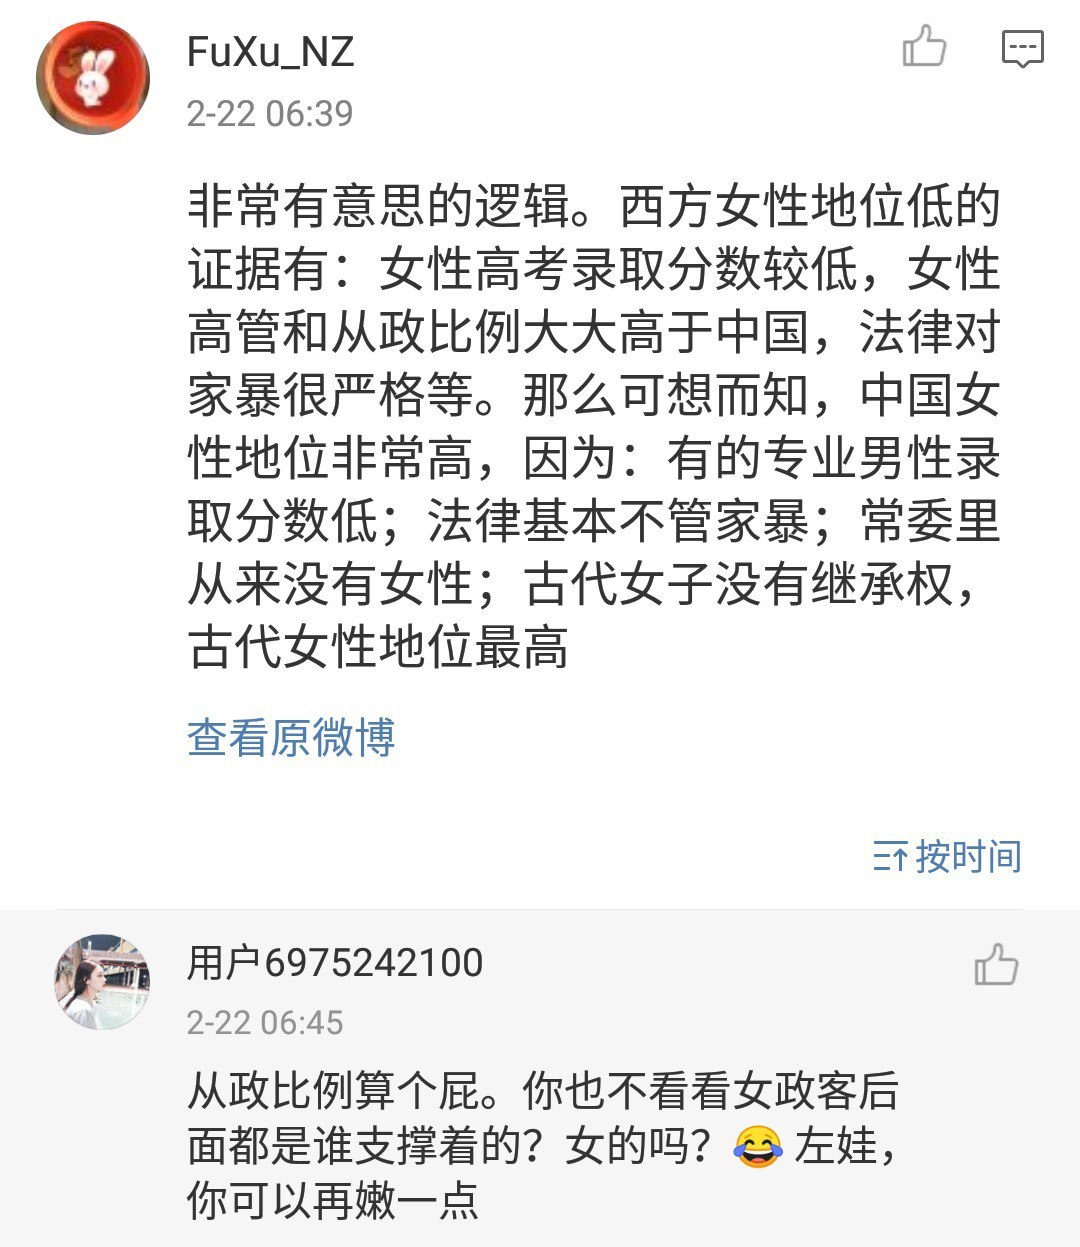 FuXu_NZ
2-22 06:39
非常有意思的逻辑。西方女性地位低的
证据有：女性高考录取分数较低，女性
高管和从政比例大大高于中国，法律对
家暴很严格等。那么可想而知，中国女
性地位非常高，因为：有的专业男性录
取分数低；法律基本不管家暴；常委里
从来没有女性；古代女子没有继承权，
古代女性地位最高
查看原微博
按时间
用户6975242100
2-22 06:45
从政比例算个屁。你也不看看女政客后
面都是谁支撑着的？女的吗？😂 左娃，
你可以再嫩一点